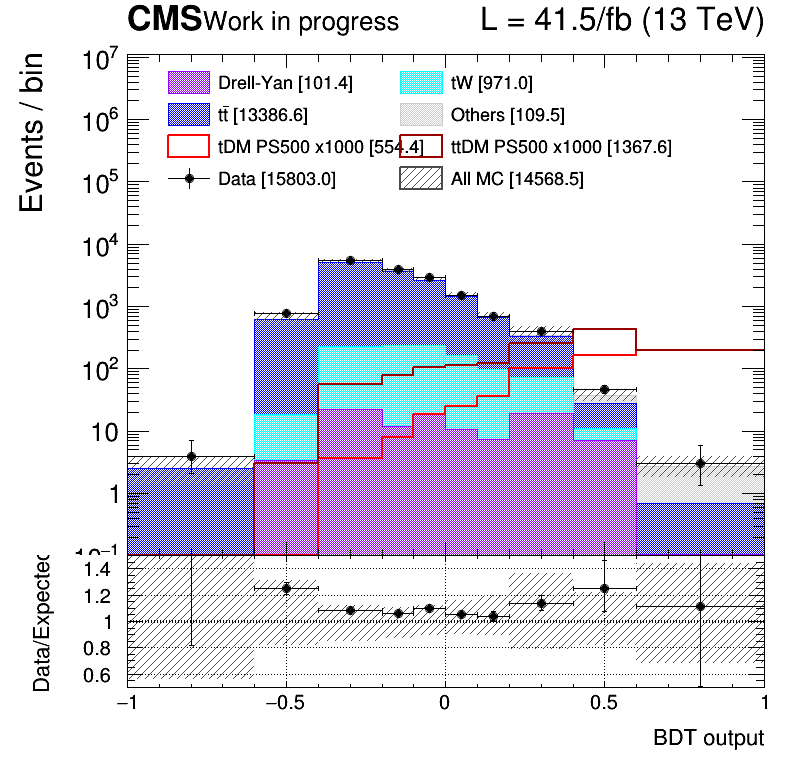 CMS Work in progress L = 41.5/fb (13 TeV)
Events / bin
10⁷
10⁶
10⁵
10⁴
10³
10²
10
1
10⁻¹
Drell-Yan [101.4] tW [971.0]
tt̄ [13386.6] Others [109.5]
tDM PS500 x1000 [554.4] ttDM PS500 x1000 [1367.6]
Data [15803.0] All MC [14568.5]
Data/Expected
1.4
1.2
1
0.8
0.6
−1 −0.5 0 0.5 1
BDT output